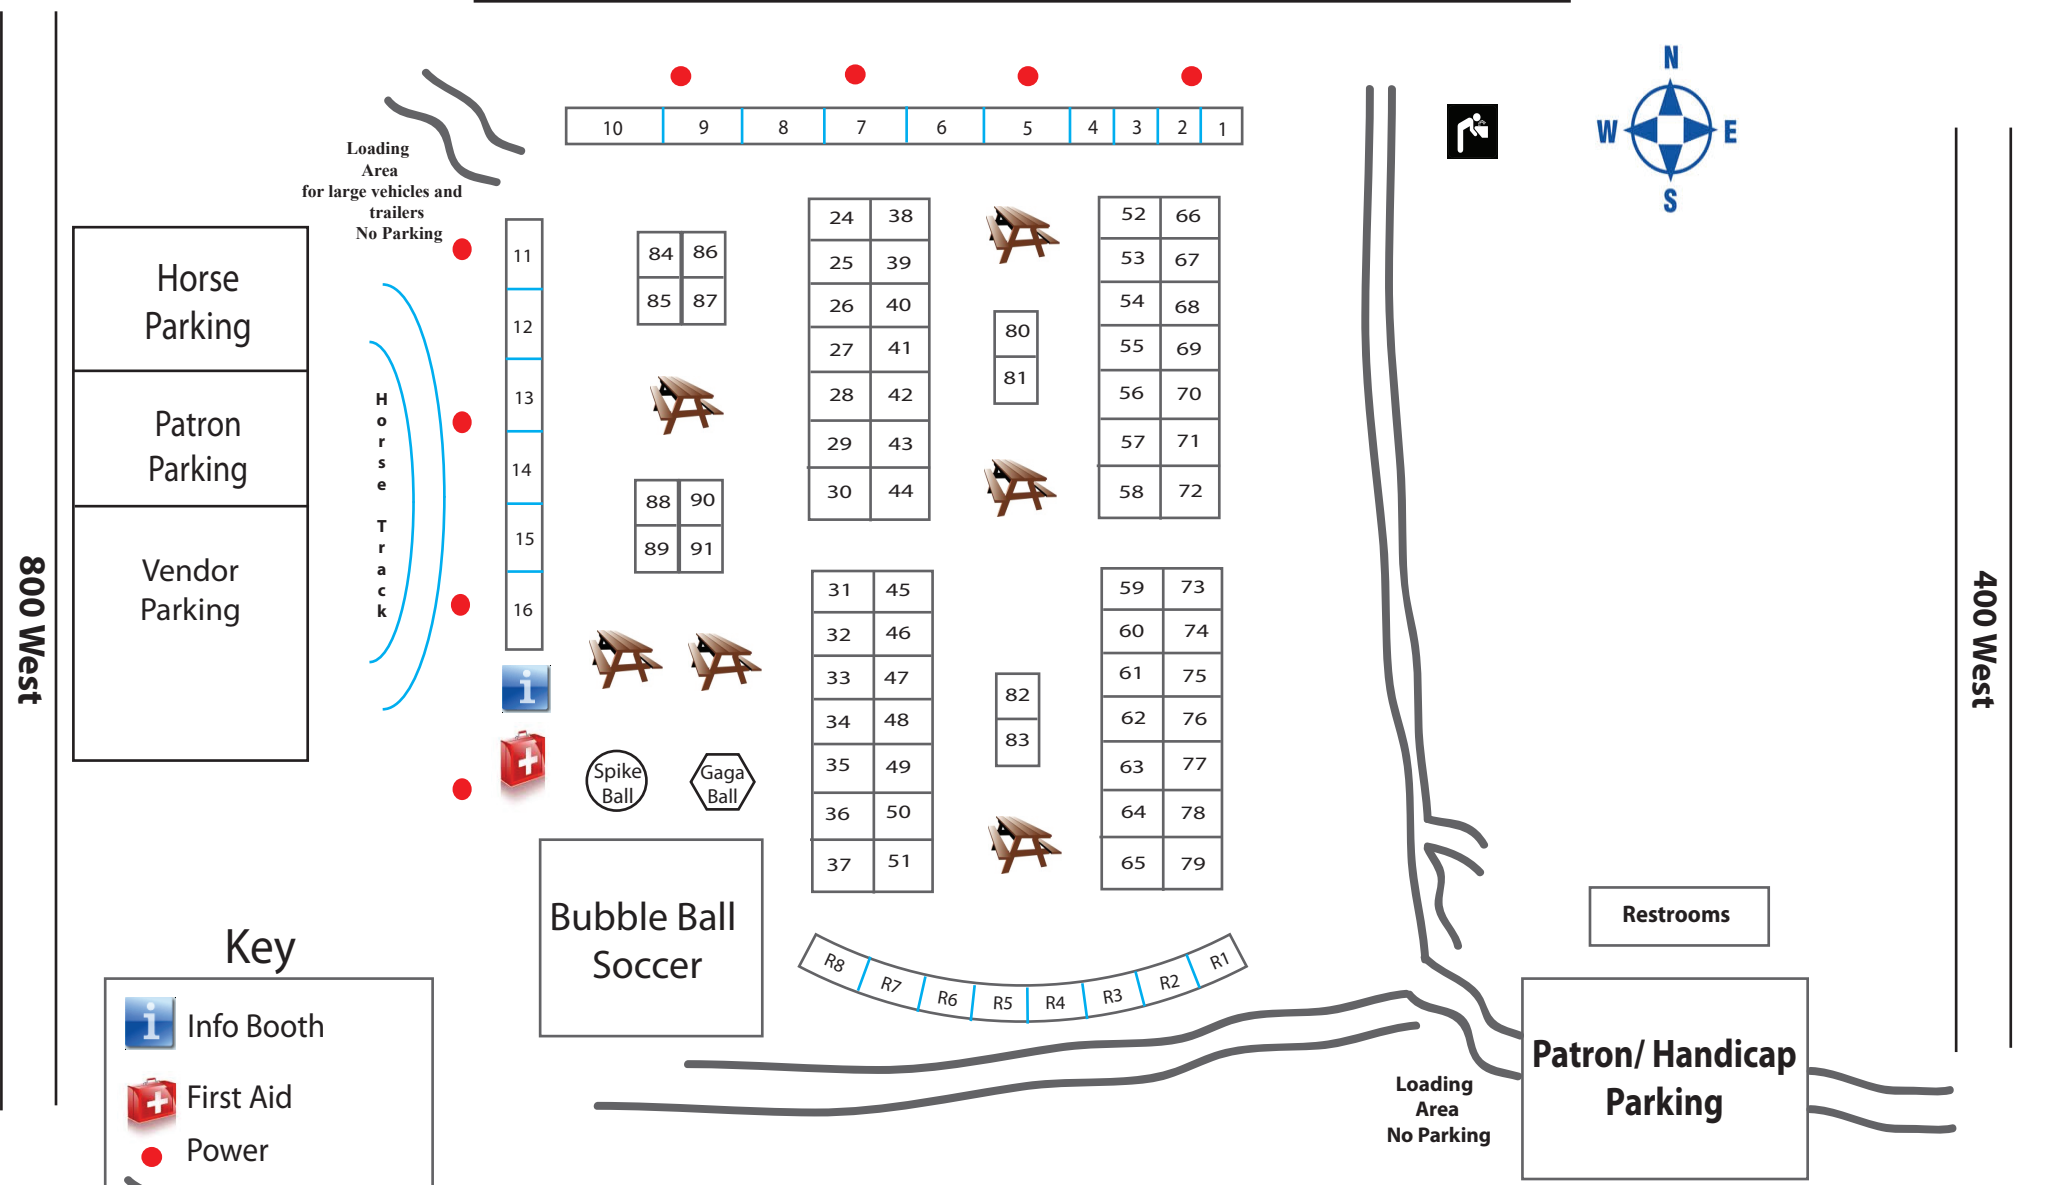 N
W E
S
10 9 8 7 6 5 4 3 2 1
Loading
Area
for large vehicles and
trailers
No Parking
Horse
Parking
Patron
Parking
Vendor
Parking
Horse Track
800 West
400 West
11
12
13
14
15
16
84 86
85 87
88 90
89 91
24 38
25 39
26 40
27 41
28 42
29 43
30 44
31 45
32 46
33 47
34 48
35 49
36 50
37 51
80
81
82
83
52 66
53 67
54 68
55 69
56 70
57 71
58 72
59 73
60 74
61 75
62 76
63 77
64 78
65 79
i
Spike
Ball
Gaga
Ball
Bubble Ball
Soccer
R8 R7 R6 R5 R4 R3 R2 R1
Restrooms
Patron/ Handicap
Parking
Loading
Area
No Parking
Key
i Info Booth
First Aid
Power